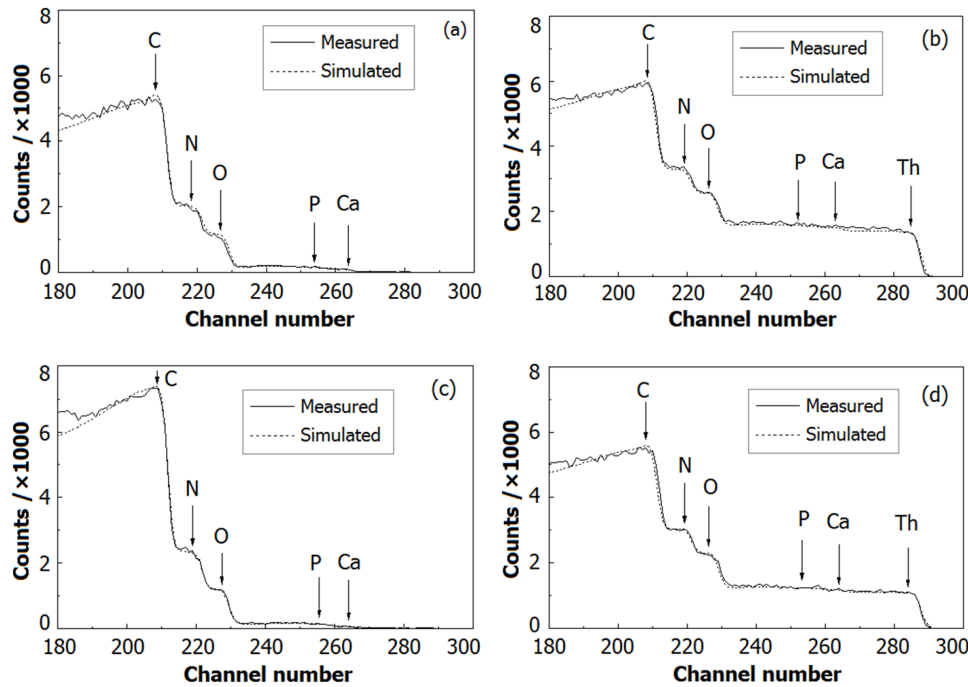 (a)
Measured
Simulated
C
N
O
P
Ca
8
6
4
2
0
Counts / ×1000
180 200 220 240 260 280 300
Channel number
(b)
Measured
Simulated
C
N
O
P
Ca
Th
8
6
4
2
0
Counts / ×1000
180 200 220 240 260 280 300
Channel number
(c)
Measured
Simulated
C
N
O
P
Ca
8
6
4
2
0
Counts / ×1000
180 200 220 240 260 280 300
Channel number
(d)
Measured
Simulated
C
N
O
P
Ca
Th
8
6
4
2
0
Counts / ×1000
180 200 220 240 260 280 300
Channel number